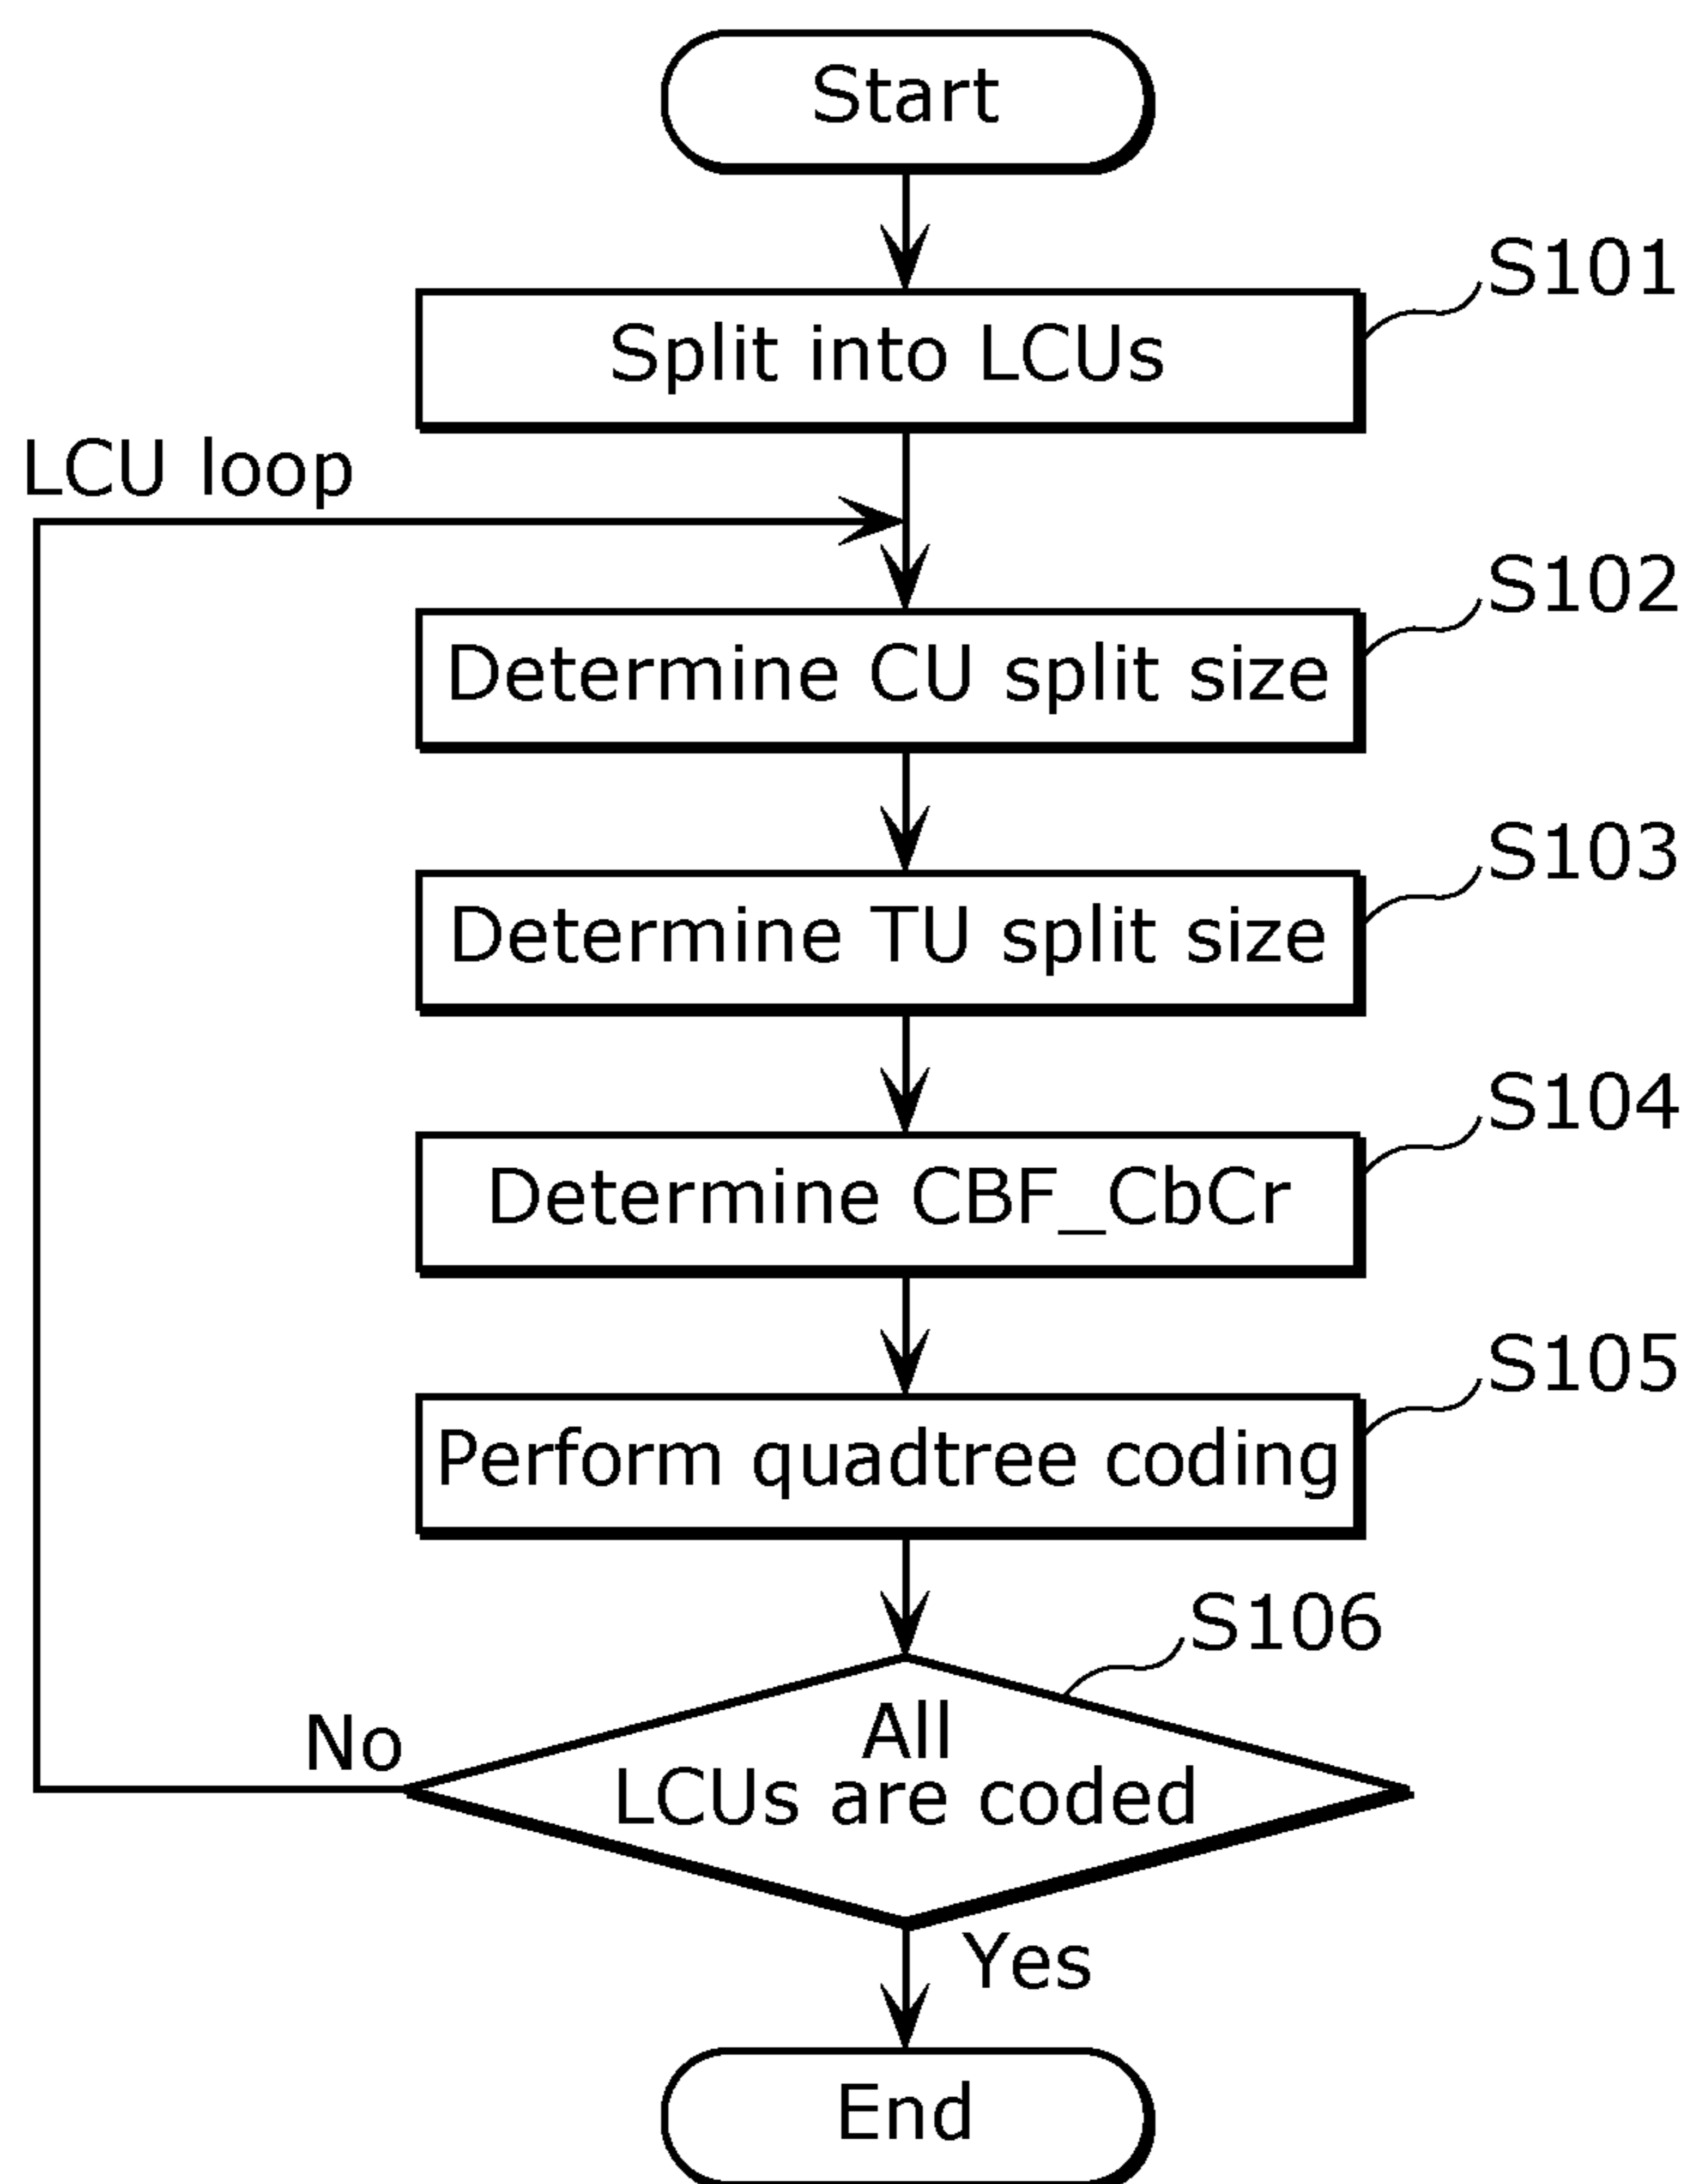 Start
S101
Split into LCUs
LCU loop
S102
Determine CU split size
S103
Determine TU split size
S104
Determine CBF_CbCr
S105
Perform quadtree coding
S106
All
LCUs are coded
No
Yes
End